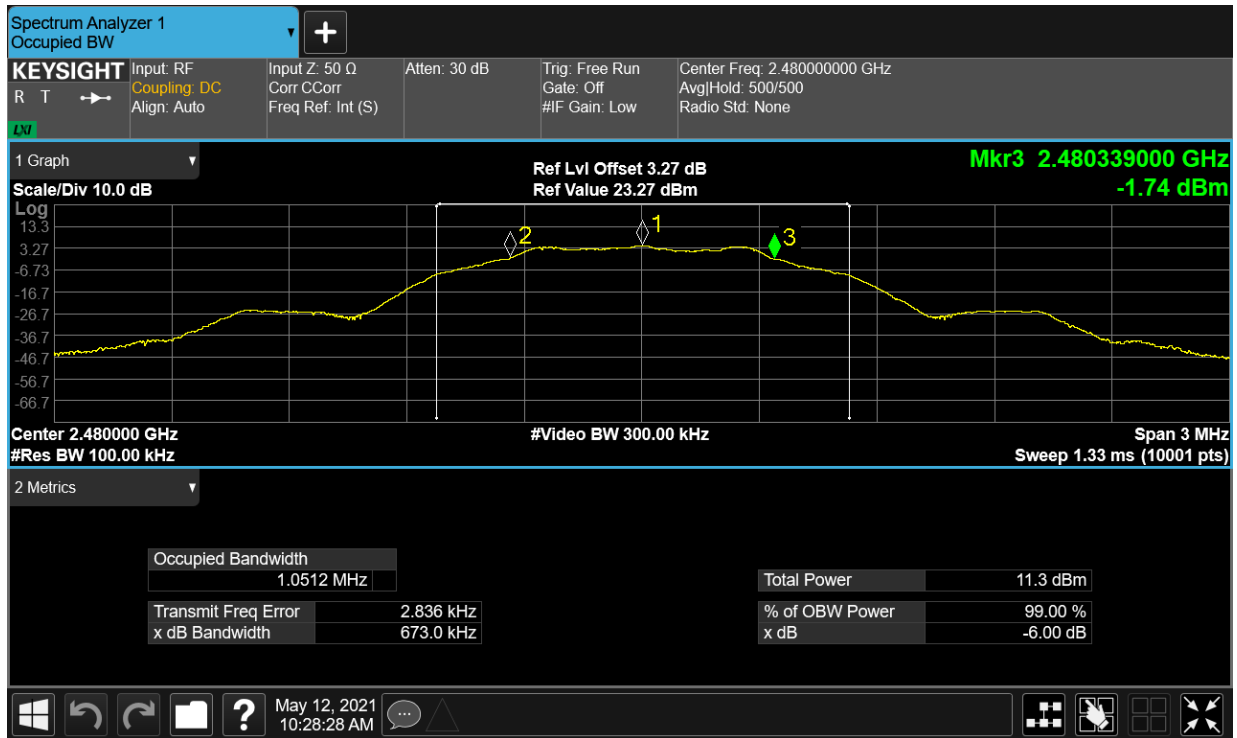 Spectrum Analyzer 1
Occupied BW
▼
+
KEYSIGHT
R T
LXI
Input: RF
Coupling: DC
Align: Auto
Input Z: 50 Ω
Corr CCorr
Freq Ref: Int (S)
Atten: 30 dB
Trig: Free Run
Gate: Off
#IF Gain: Low
Center Freq: 2.480000000 GHz
Avg|Hold: 500/500
Radio Std: None
1 Graph ▼
Scale/Div 10.0 dB
Ref Lvl Offset 3.27 dB
Ref Value 23.27 dBm
Mkr3 2.480339000 GHz
-1.74 dBm
Log
13.3
3.27
-6.73
-16.7
-26.7
-36.7
-46.7
-56.7
-66.7
2
1
3
Center 2.480000 GHz
#Res BW 100.00 kHz
#Video BW 300.00 kHz
Span 3 MHz
Sweep 1.33 ms (10001 pts)
2 Metrics ▼
Occupied Bandwidth
1.0512 MHz
Transmit Freq Error 2.836 kHz
x dB Bandwidth 673.0 kHz
Total Power 11.3 dBm
% of OBW Power 99.00 %
x dB -6.00 dB
?
May 12, 2021
10:28:28 AM